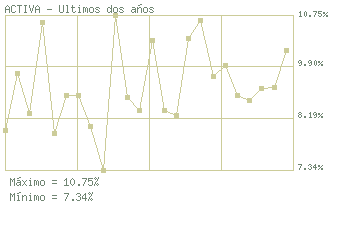 ACTIVA - Ultimos dos años
10.75%
9.90%
8.19%
7.34%
Máximo = 10.75%
Mínimo = 7.34%